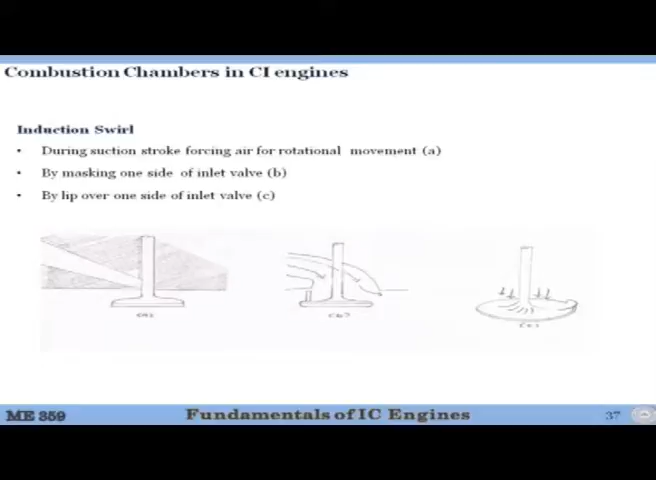 Combustion Chambers in CI engines
Induction Swirl
• During suction stroke forcing air for rotational movement (a)
• By masking one side of inlet valve (b)
• By lip over one side of inlet valve (c)
(a) (b) (c)
ME 359 Fundamentals of IC Engines 37